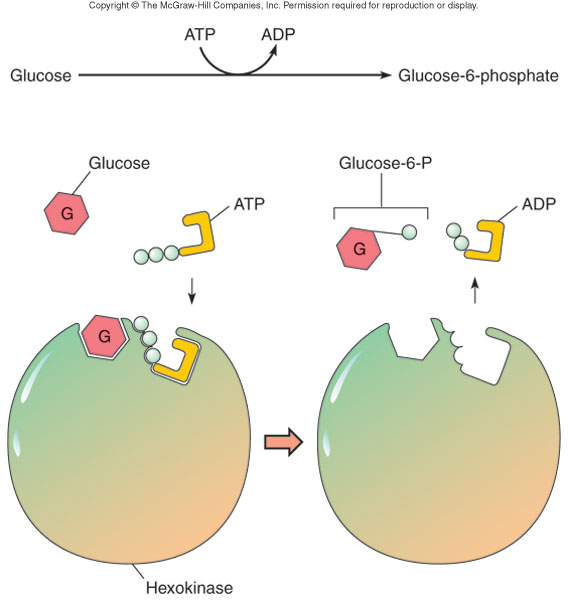 Copyright © The McGraw-Hill Companies, Inc. Permission required for reproduction or display.
ATP ADP
Glucose Glucose-6-phosphate
Glucose Glucose-6-P
ATP ADP
G
G
G
Hexokinase